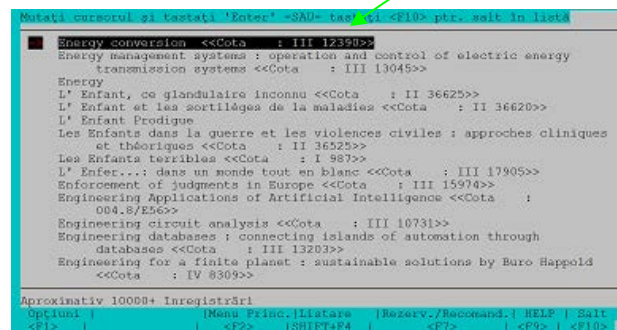 Mutaţi cursorul şi tastaţi 'Enter' -SAU- tastaţi <F10> ptr. salt în listă
Energy conversion <<Cota : III 12390>>
Energy management systems : operation and control of electric energy
transmission systems <<Cota : III 13045>>
Energy
L' Enfant, ce glandulaire inconnu <<Cota : II 36625>>
L' Enfant et les sortilèges de la maladies <<Cota : II 36620>>
L' Enfant Prodigue
Les Enfants dans la guerre et les violences civiles : approches cliniques
et théoriques <<Cota : II 36525>>
Les Enfants terribles <<Cota : I 987>>
L' Enfer...: dans un monde tout en blanc <<Cota : III 17905>>
Enforcement of judgments in Europe <<Cota : III 15974>>
Engineering Applications of Artificial Intelligence <<Cota :
004.8/E56>>
Engineering circuit analysis <<Cota : III 10731>>
Engineering databases : connecting islands of automation through
databases <<Cota : III 13203>>
Engineering for a finite planet : sustainable solutions by Buro Happold
<<Cota : IV 8309>>
Aproximativ 10000+ Inregistrări
Opţiuni | |Menu Princ.|Listare |Rezerv./Recomand.| HELP | Salt
<F1> | | <F2> |SHIFT+F4 | <F7> | <F9> | <F10>